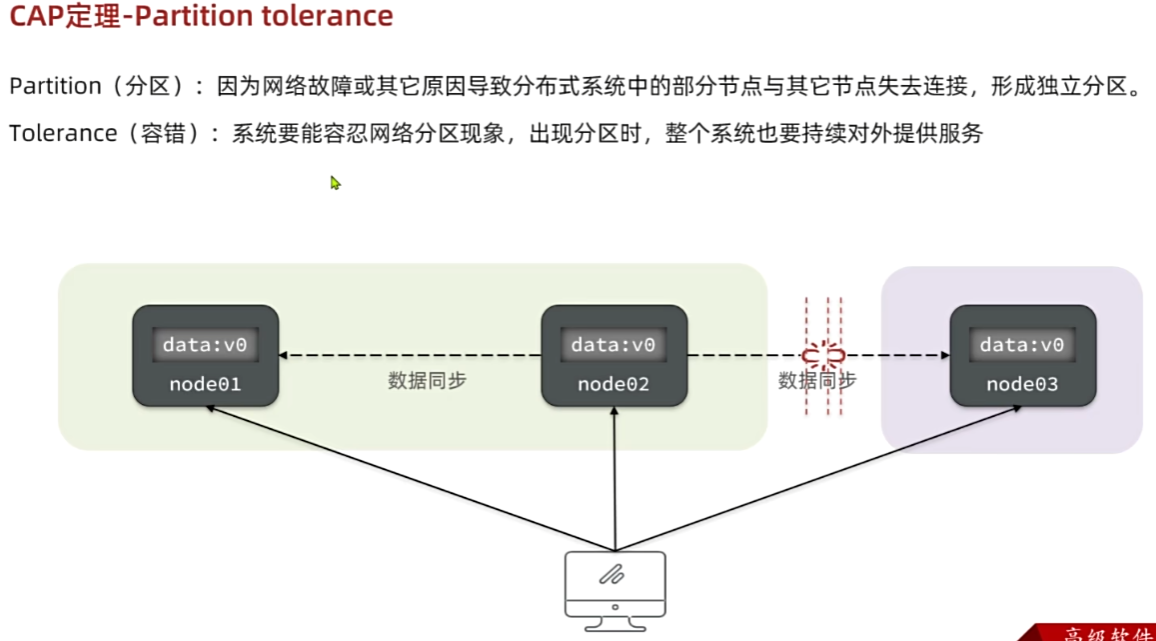 CAP定理-Partition tolerance
Partition（分区）：因为网络故障或其它原因导致分布式系统中的部分节点与其它节点失去连接，形成独立分区。
Tolerance（容错）：系统要能容忍网络分区现象，出现分区时，整个系统也要持续对外提供服务
data:v0
node01
数据同步
data:v0
node02
数据同步
data:v0
node03
高级软件